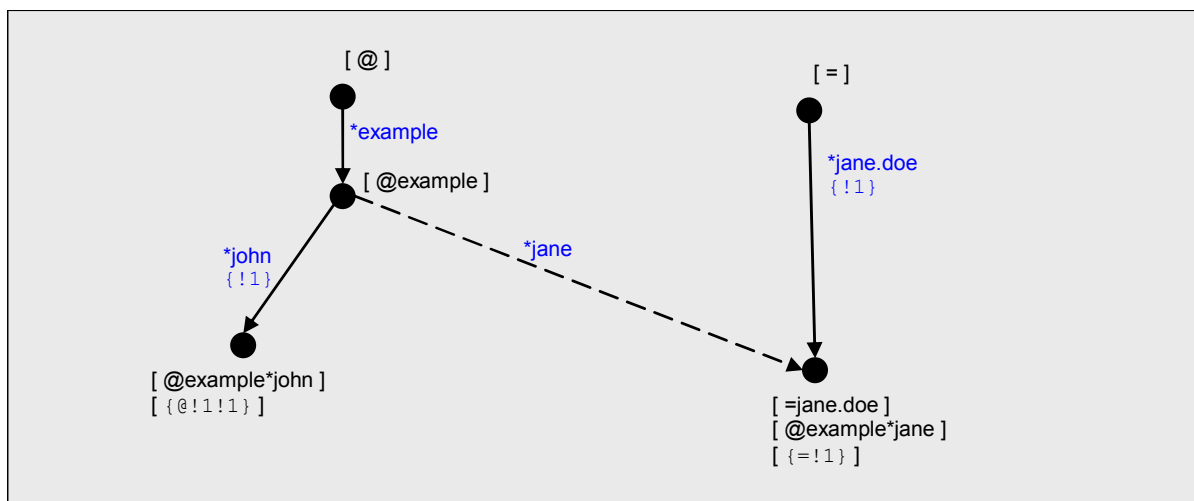 [ @ ]
[ = ]
*example
*jane.doe
{!1}
[ @example ]
*john
{!1}
*jane
[ @example*john ]
[ {@!1!1} ]
[ =jane.doe ]
[ @example*jane ]
[ {=!1} ]